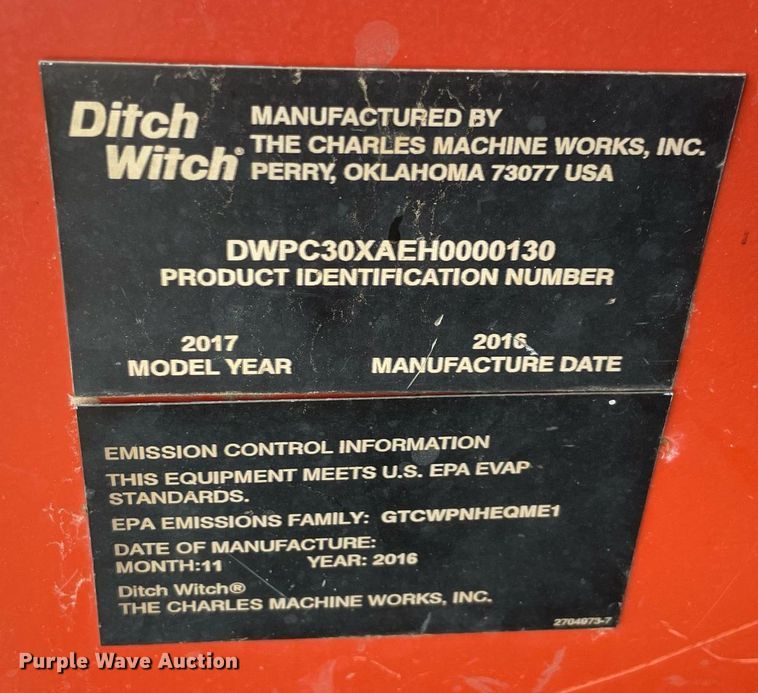 Ditch Witch®
MANUFACTURED BY
THE CHARLES MACHINE WORKS, INC.
PERRY, OKLAHOMA 73077 USA
DWPC30XAEH0000130
PRODUCT IDENTIFICATION NUMBER
2017 2016
MODEL YEAR MANUFACTURE DATE
EMISSION CONTROL INFORMATION
THIS EQUIPMENT MEETS U.S. EPA EVAP
STANDARDS.
EPA EMISSIONS FAMILY: GTCWPNHEQME1
DATE OF MANUFACTURE:
MONTH:11 YEAR: 2016
Ditch Witch®
THE CHARLES MACHINE WORKS, INC.
2704973-7
Purple Wave Auction